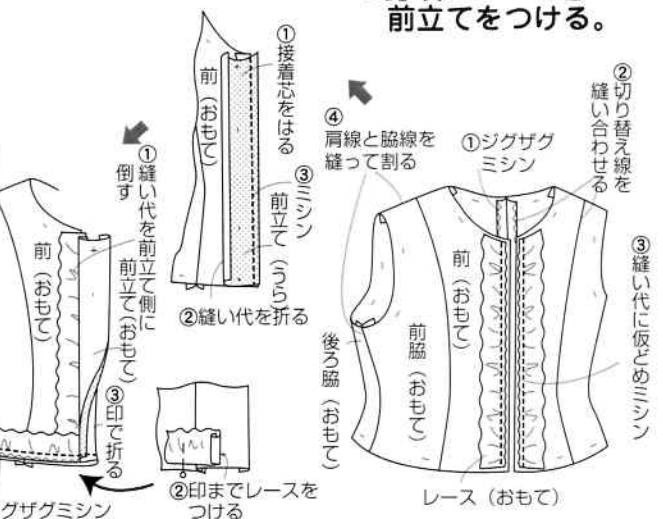 前立てをつける。
④
肩線と脇線を
縫って割る
①ジグザグ
ミシン
②切り替え線を
縫い合わせる
前（おもて）
前脇（おもて）
後ろ脇（おもて）
③縫い代に仮どめミシン
レース（おもて）
①接着芯をはる
前（おもて）
③ミシン
前立て（うら）
②縫い代を折る
①縫い代を前立て側に
倒す
前（おもて）
前立て（おもて）
③印で折る
②印までレースを
つける
グザグミシン